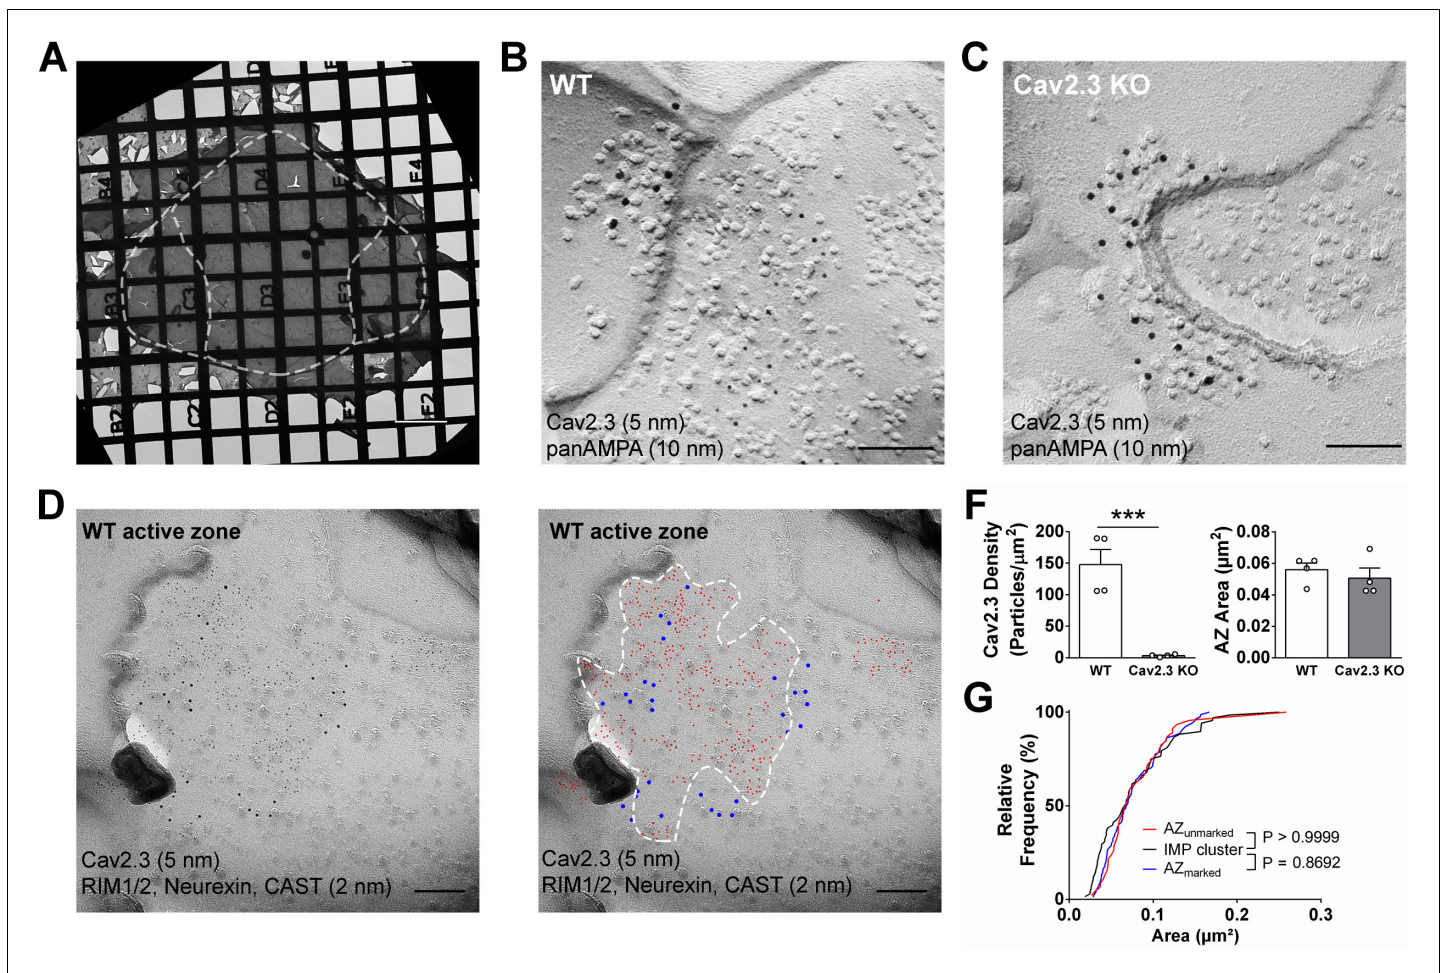 A
D
E
B4
C4
D4
E4
F4
B3
C3
D3
E3
B2
C2
D2
E2
F2
B
WT
Cav2.3 (5 nm)
panAMPA (10 nm)
C
Cav2.3 KO
Cav2.3 (5 nm)
panAMPA (10 nm)
D
WT active zone
Cav2.3 (5 nm)
RIM1/2, Neurexin, CAST (2 nm)
WT active zone
Cav2.3 (5 nm)
RIM1/2, Neurexin, CAST (2 nm)
F
Cav2.3 Density
(Particles/μm²)
200
150
100
50
0
***
WT
Cav2.3 KO
AZ Area (μm²)
0.08
0.06
0.04
0.02
0.00
WT
Cav2.3 KO
G
Relative
Frequency (%)
100
50
0
AZunmarked
IMP cluster
AZmarked
P > 0.9999
P = 0.8692
0.0
0.1
0.2
0.3
Area (μm²)